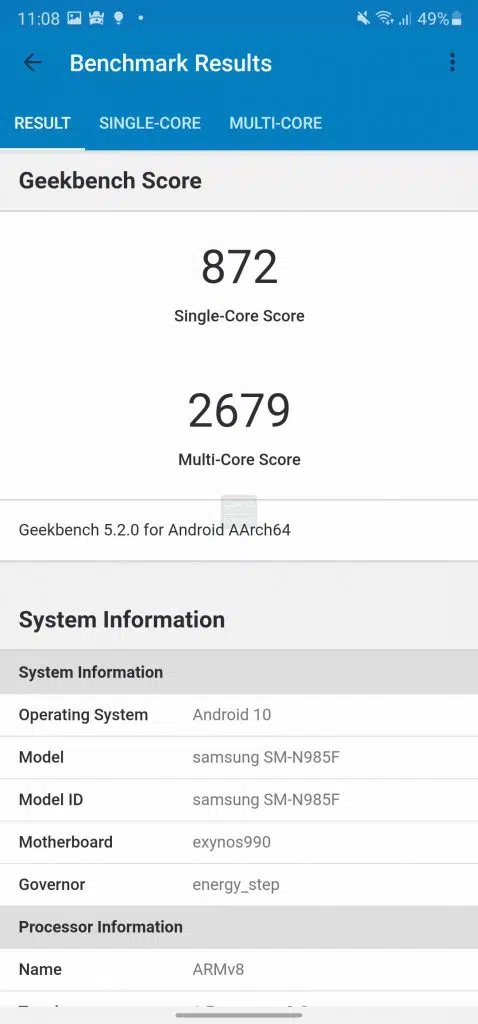 11:08 49%
Benchmark Results
RESULT SINGLE-CORE MULTI-CORE
Geekbench Score
872
Single-Core Score
2679
Multi-Core Score
Geekbench 5.2.0 for Android AArch64
System Information
System Information
Operating System Android 10
Model samsung SM-N985F
Model ID samsung SM-N985F
Motherboard exynos990
Governor energy_step
Processor Information
Name ARMv8